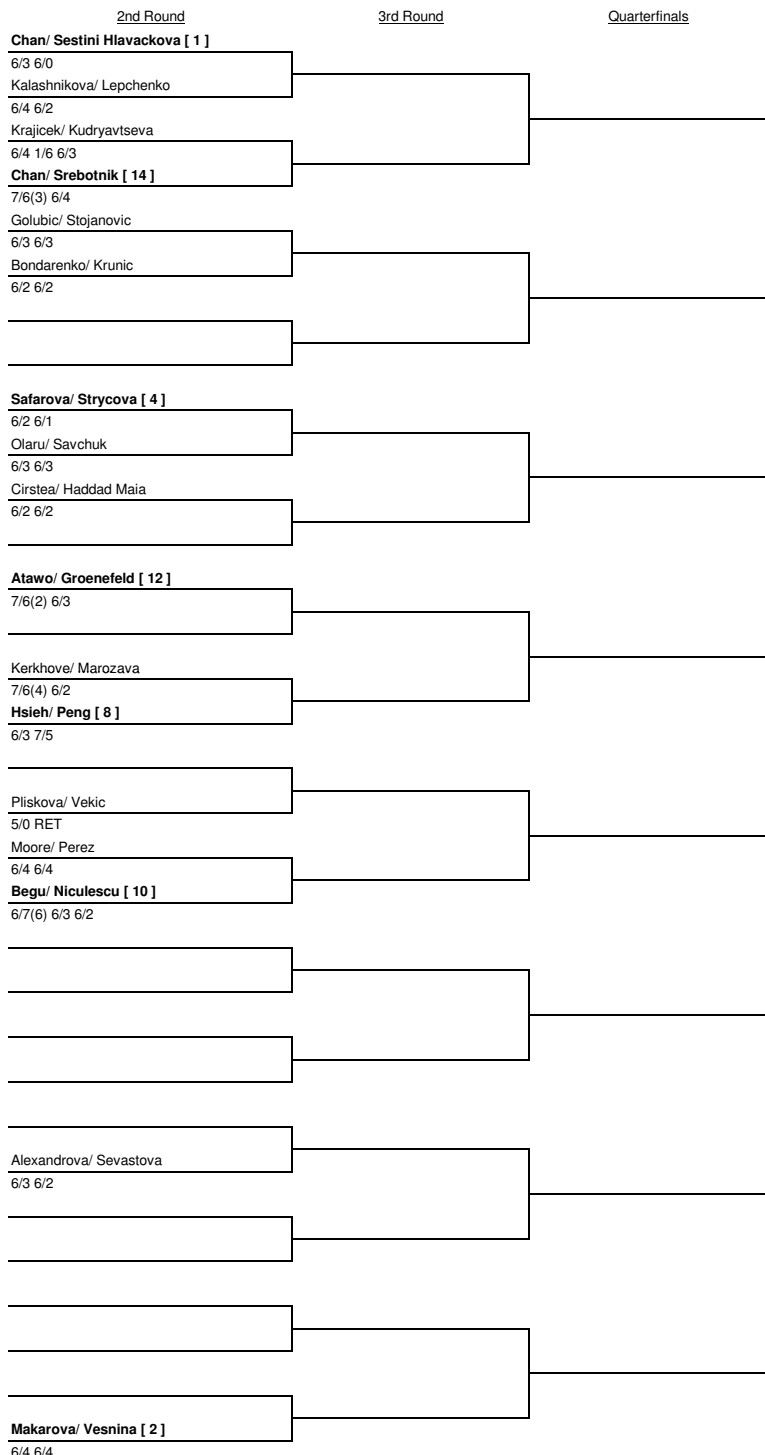 2nd Round 3rd Round Quarterfinals
Chan/ Sestini Hlavackova [ 1 ]
6/3 6/0
Kalashnikova/ Lepchenko
6/4 6/2
Krajicek/ Kudryavtseva
6/4 1/6 6/3
Chan/ Srebotnik [ 14 ]
7/6(3) 6/4
Golubic/ Stojanovic
6/3 6/3
Bondarenko/ Krunic
6/2 6/2
Safarova/ Strycova [ 4 ]
6/2 6/1
Olaru/ Savchuk
6/3 6/3
Cirstea/ Haddad Maia
6/2 6/2
Atawo/ Groenefeld [ 12 ]
7/6(2) 6/3
Kerkhove/ Marozava
7/6(4) 6/2
Hsieh/ Peng [ 8 ]
6/3 7/5
Pliskova/ Vekic
5/0 RET
Moore/ Perez
6/4 6/4
Begu/ Niculescu [ 10 ]
6/7(6) 6/3 6/2
Alexandrova/ Sevastova
6/3 6/2
Makarova/ Vesnina [ 2 ]
6/4 6/4